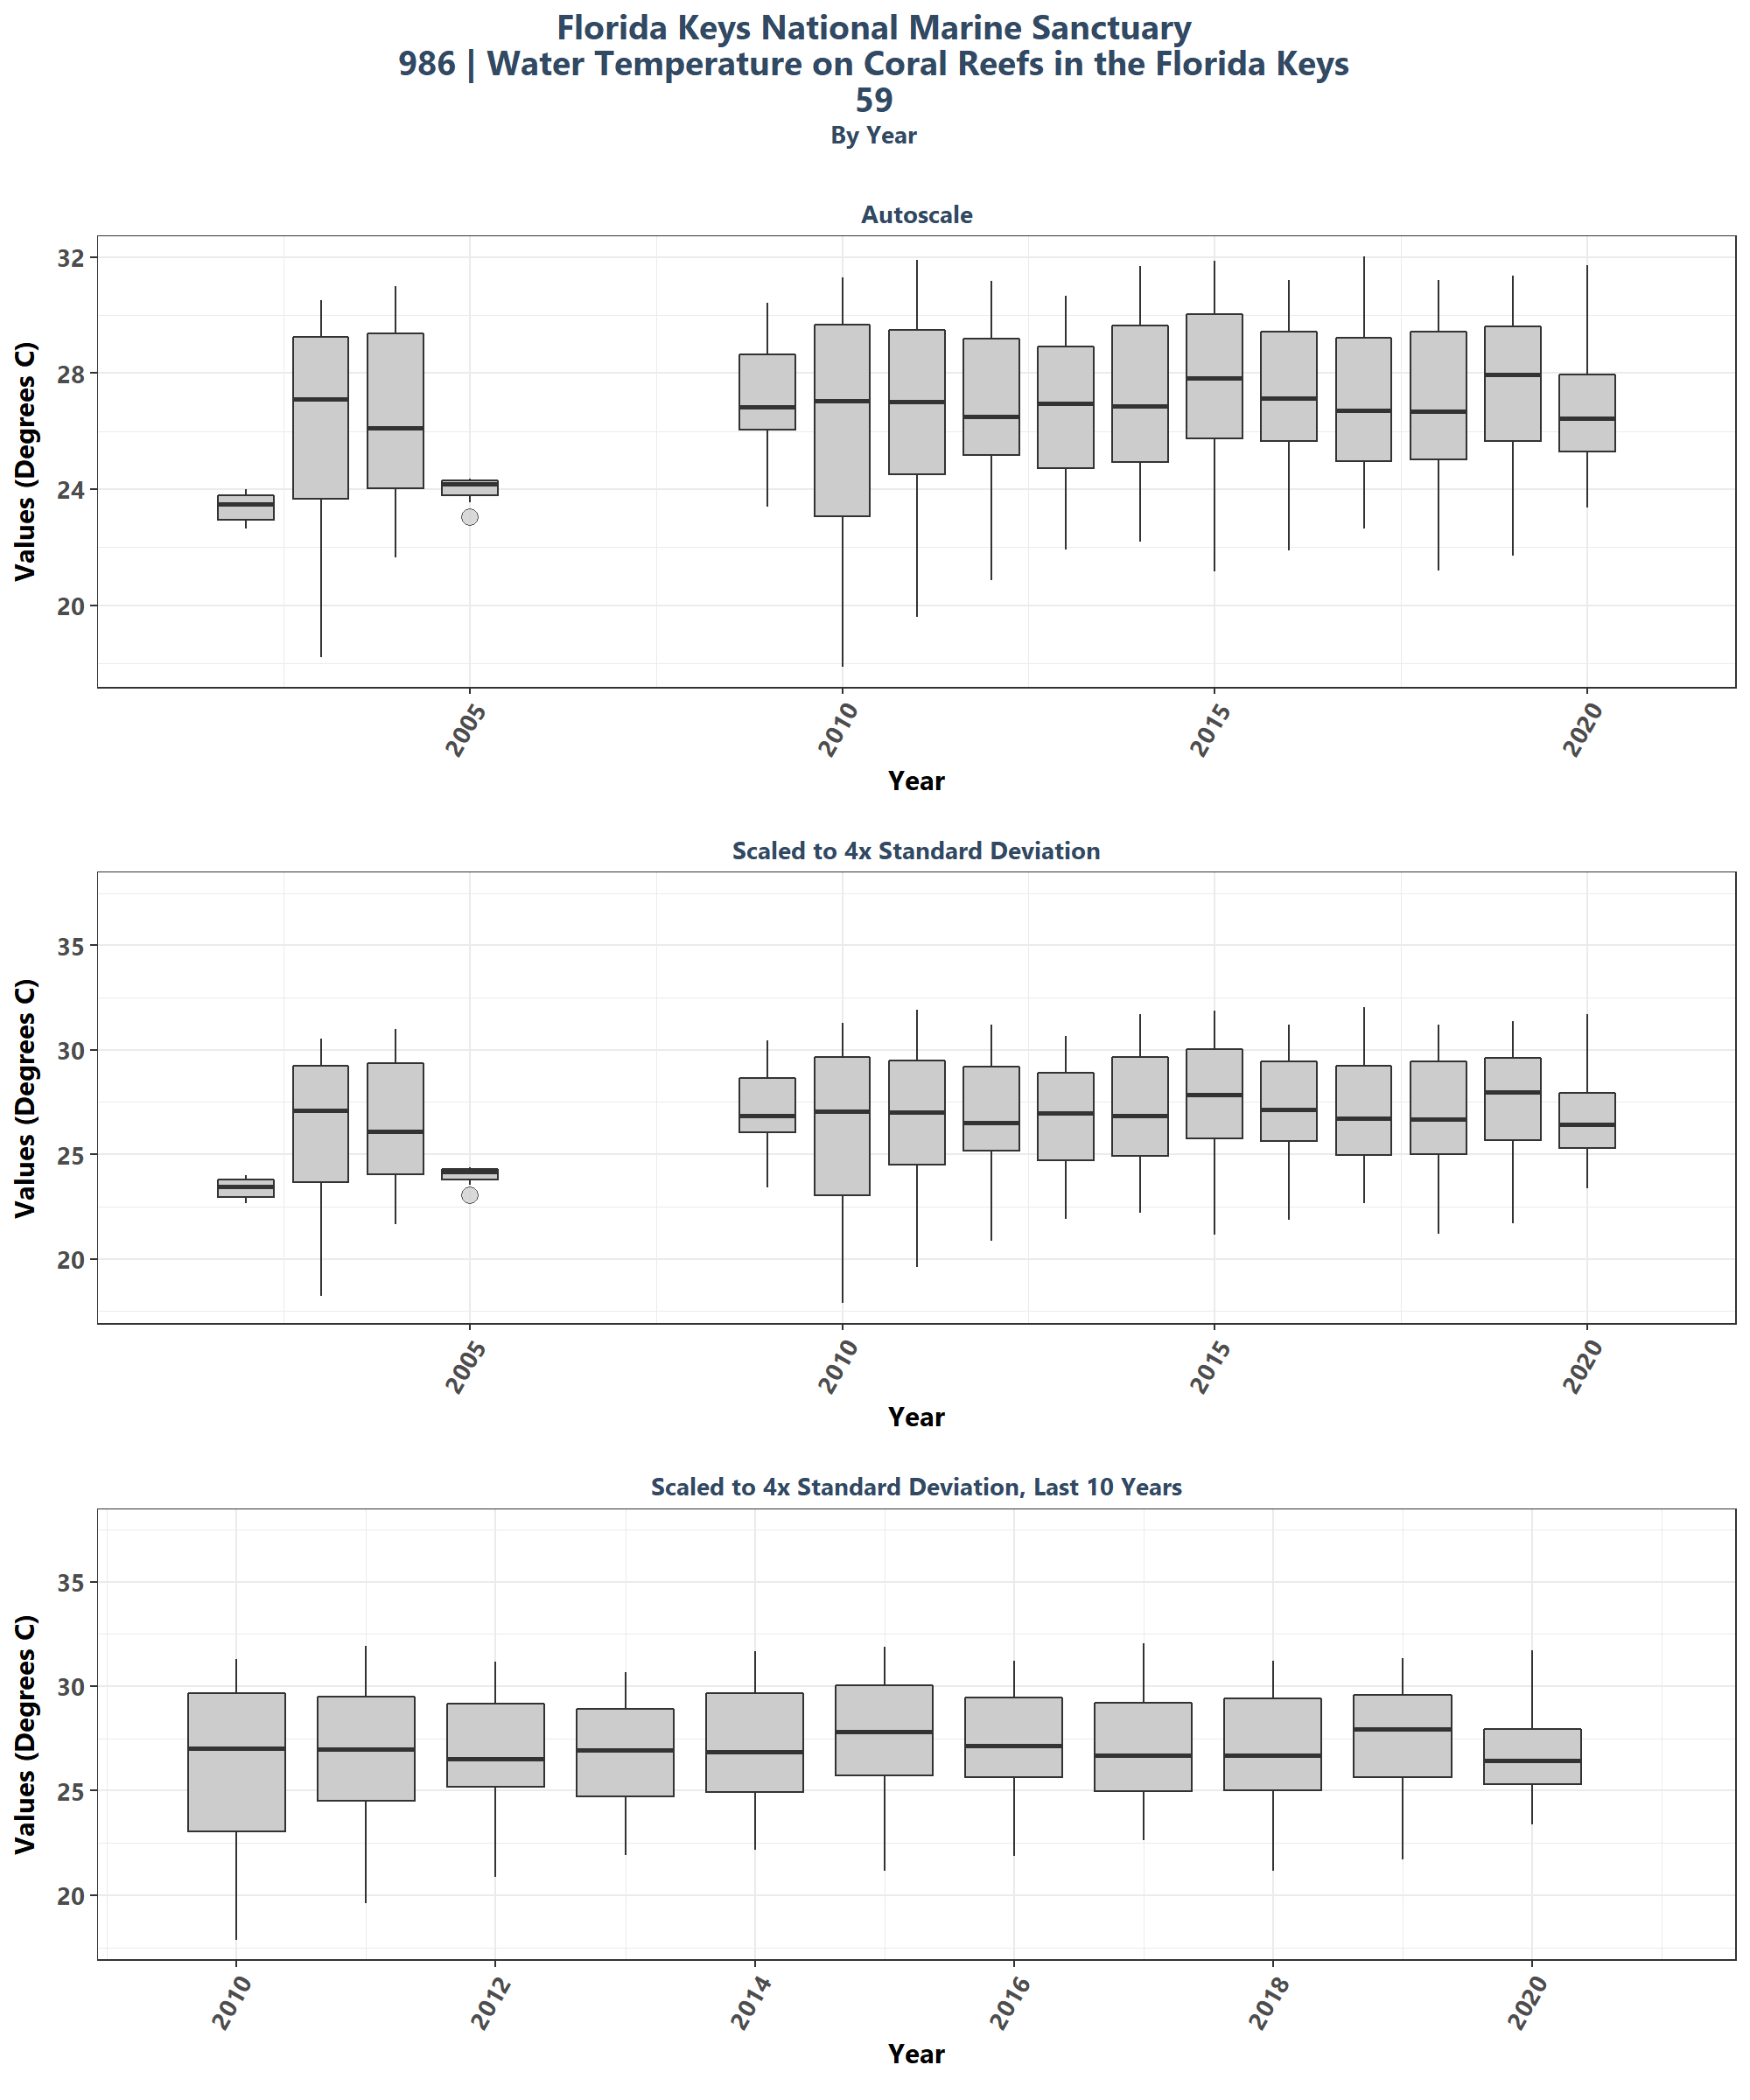 Florida Keys National Marine Sanctuary
986 | Water Temperature on Coral Reefs in the Florida Keys
59
By Year
Autoscale
Values (Degrees C)
32
28
24
20
2005
2010
2015
2020
Year
Scaled to 4x Standard Deviation
Values (Degrees C)
35
30
25
20
2005
2010
2015
2020
Year
Scaled to 4x Standard Deviation, Last 10 Years
Values (Degrees C)
35
30
25
20
2010
2012
2014
2016
2018
2020
Year